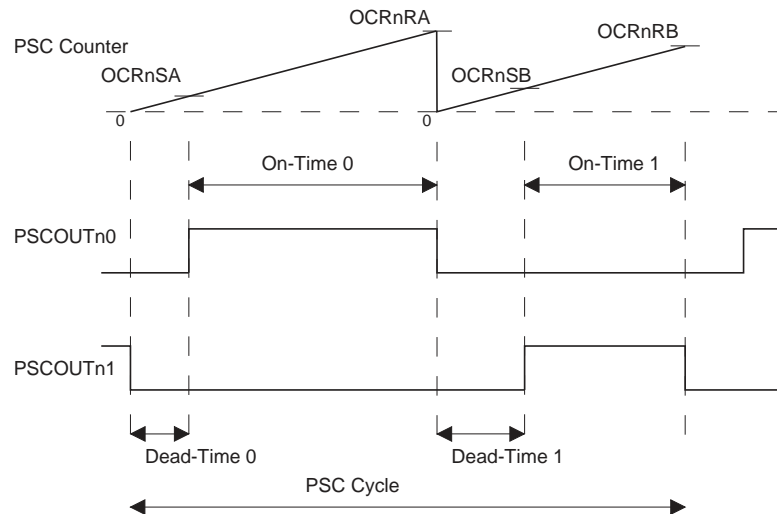 OCRnRA
OCRnRB
PSC Counter
OCRnSA
OCRnSB
0
0
On-Time 0
On-Time 1
PSCOUTn0
PSCOUTn1
Dead-Time 0
Dead-Time 1
PSC Cycle